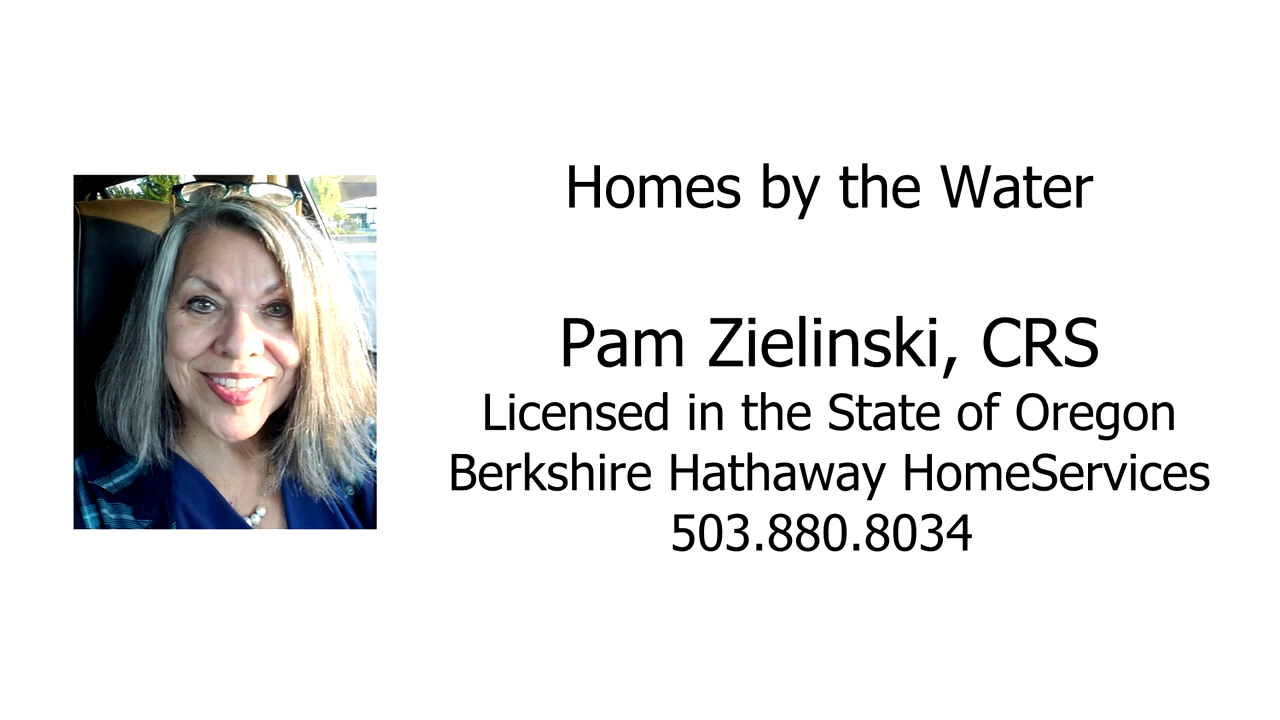 Homes by the Water
Pam Zielinski, CRS
Licensed in the State of Oregon
Berkshire Hathaway HomeServices
503.880.8034